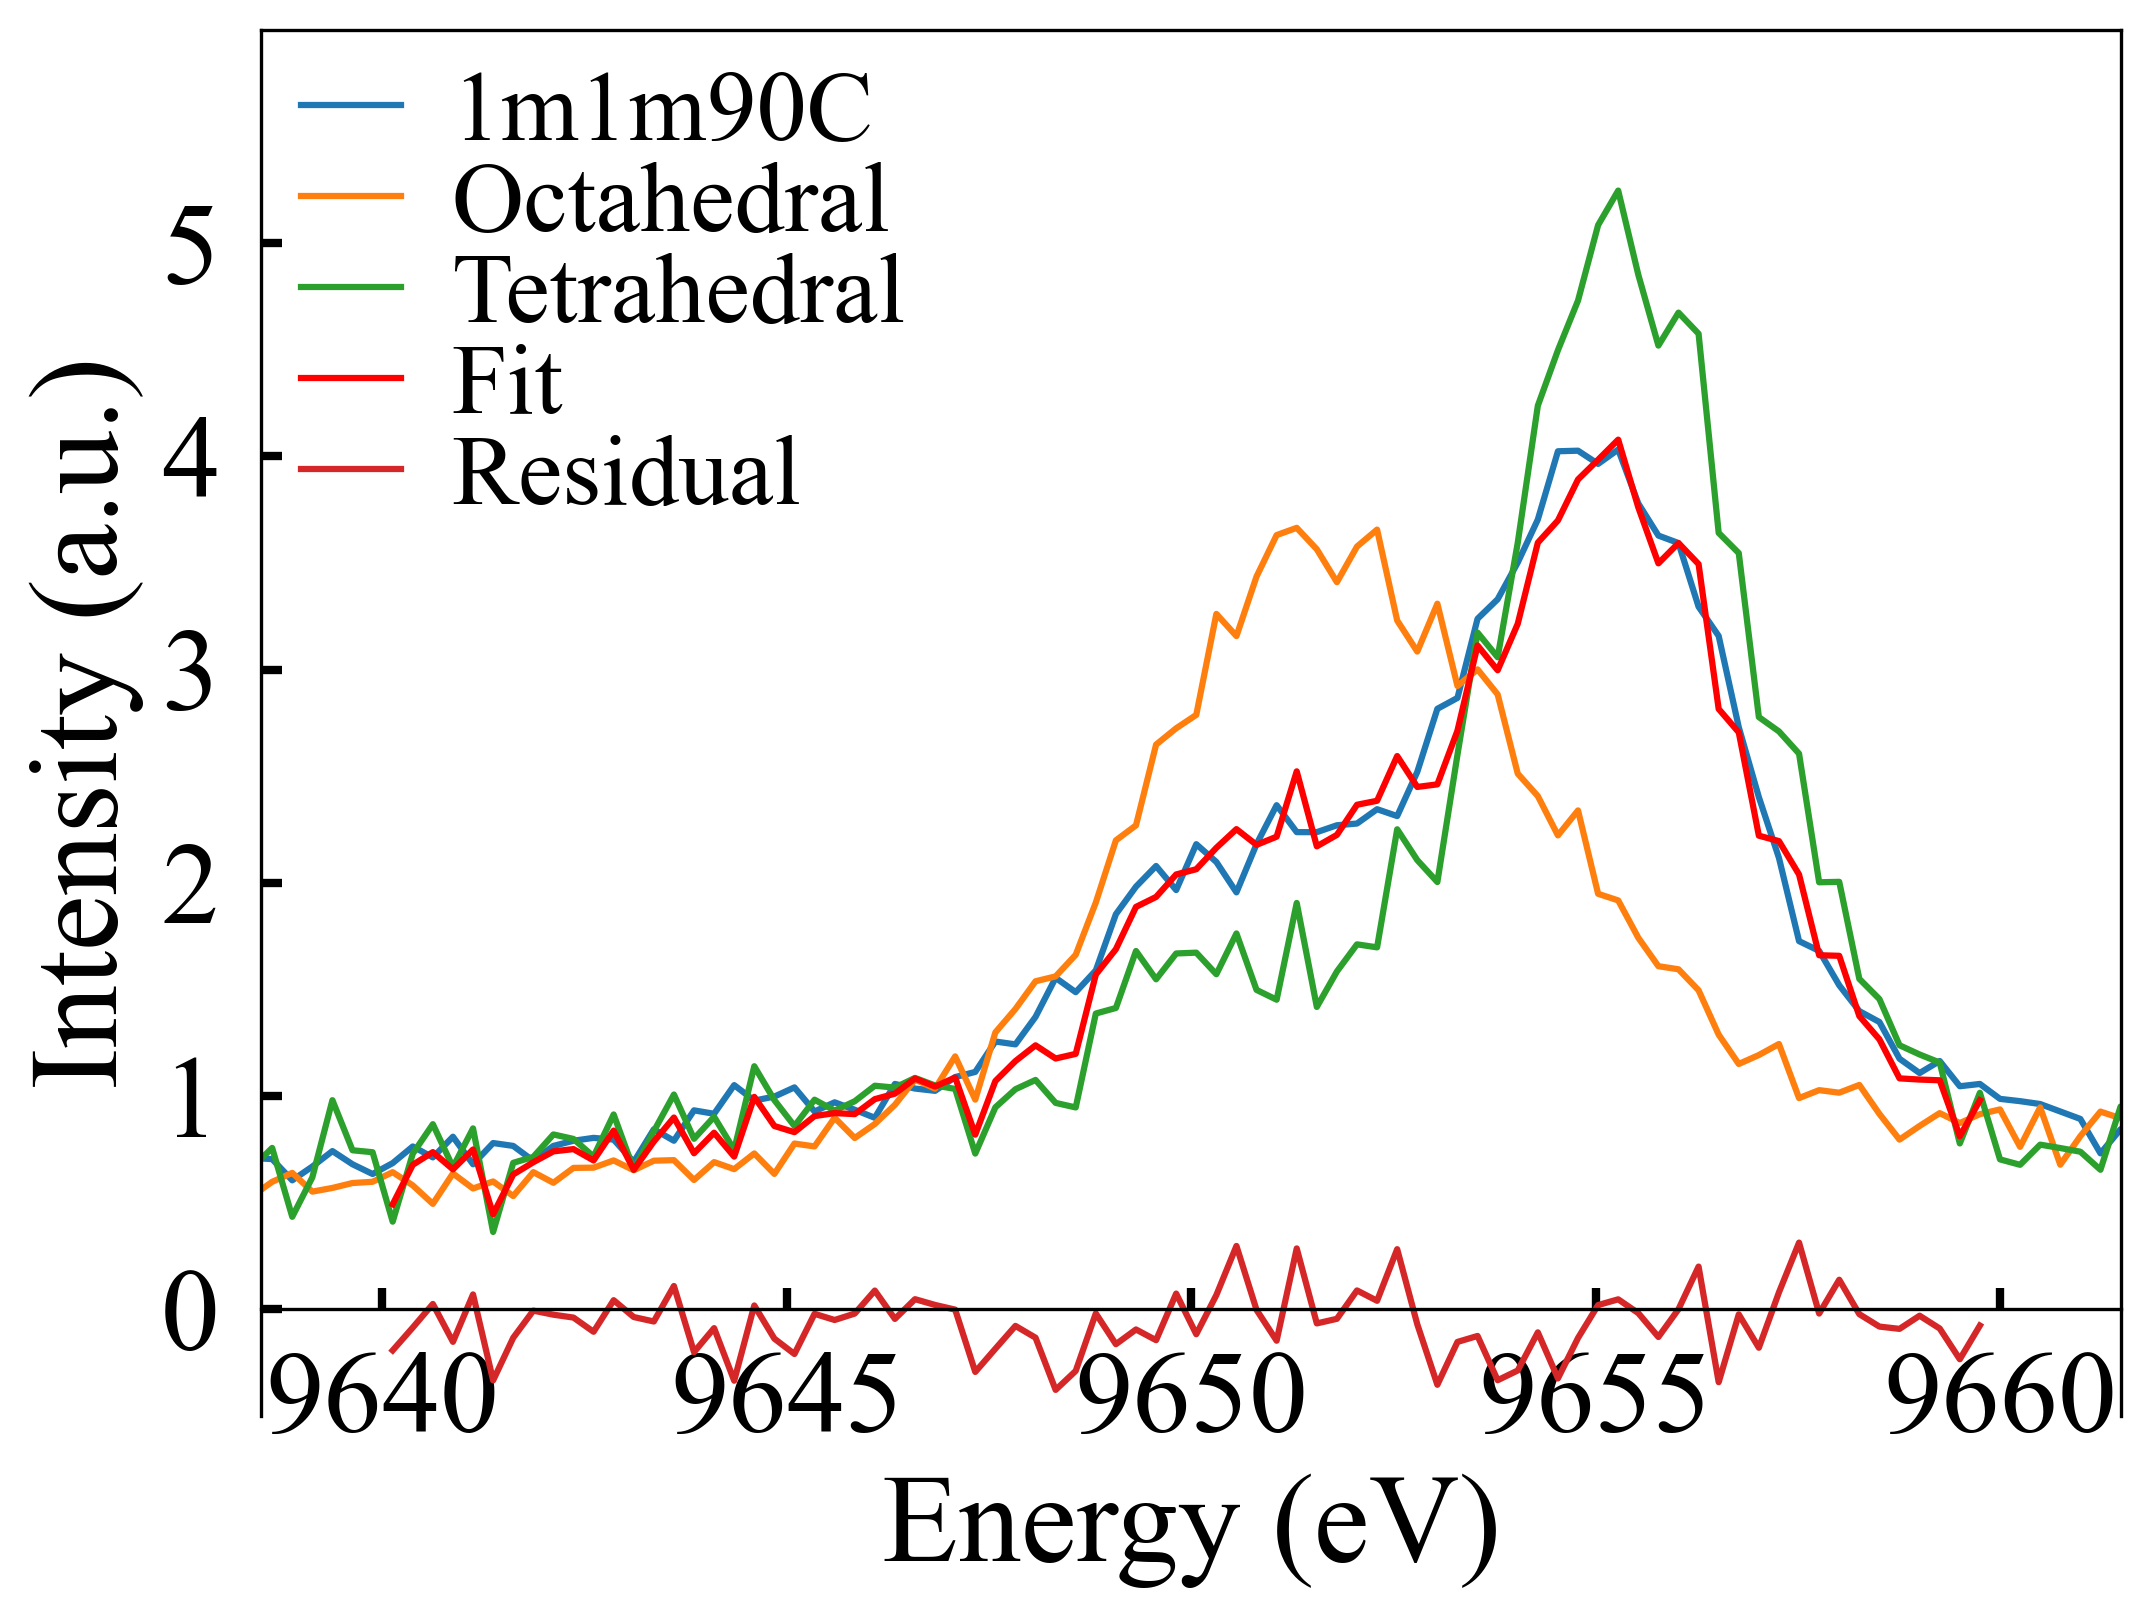 1m1m90C
Octahedral
Tetrahedral
Fit
Residual
5
4
3
2
1
0
Intensity (a.u.)
9640 9645 9650 9655 9660
Energy (eV)